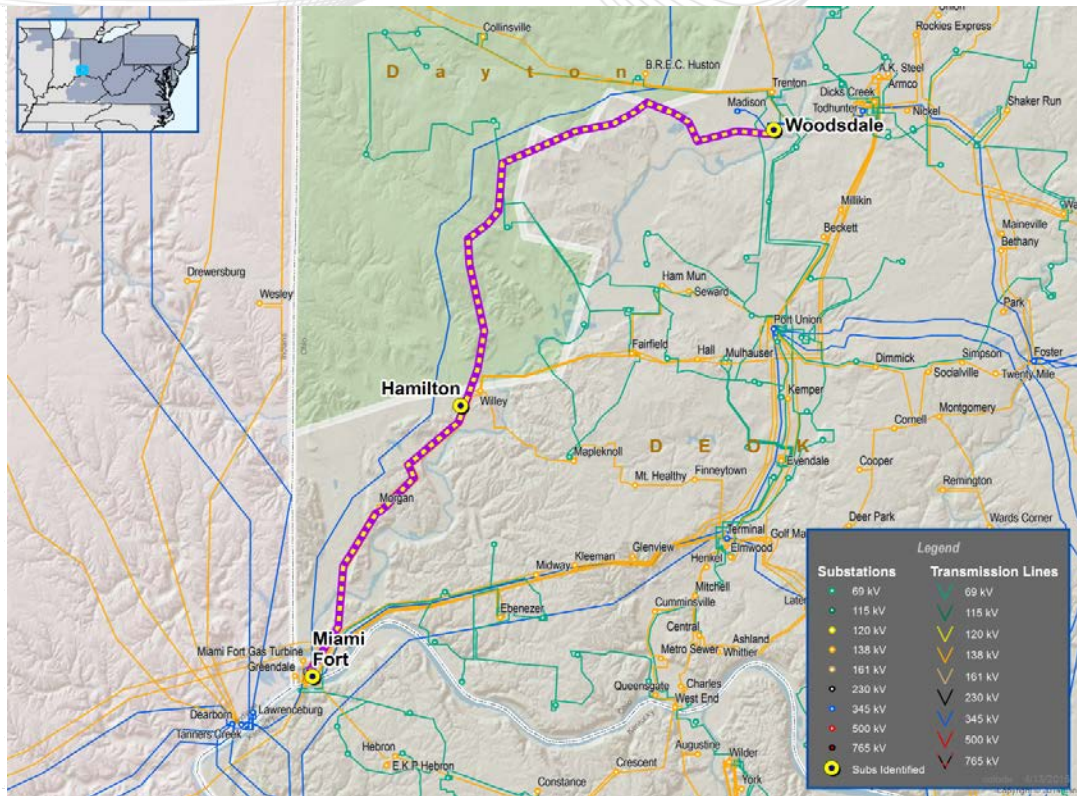 Collinsville
Union
Rockies Express
Dayton
B.R.E.C. Huston
A.K. Steel
Armco
Trenton
Dicks Creek
Madison
Todhunter
Nickel
Shaker Run
Woodsdale
Millikin
Maineville
Bethany
Beckett
Drewersburg
Ham Mun
Seward
Wesley
Park
Port Union
INDIANA
OHIO
Fairfield
Hall
Mulhauser
Dimmick
Simpson
Foster
Socialville
Twenty Mile
Hamilton
Willey
Kemper
Montgomery
Cornell
DEOK
Mapleknoll
Evendale
Mt. Healthy
Finneytown
Cooper
Remington
Morgan
Deer Park
Wards Corner
Terminal
Golf Ma
Elmwood
Glenview
Kleeman
Midway
Henkel
Mitchell
Ebenezer
Cumminsville
Central
Ashland
Whittier
Metro Sewer
Miami
Fort
Miami Fort Gas Turbine
Greendale
Charles
Queensgate
West End
Lawrenceburg
Dearborn
Tanners Creek
Hebron
E.K.P. Hebron
Constance
Crescent
Augustine
Wilder
York
Legend
Substations
Transmission Lines
69 kV
69 kV
115 kV
115 kV
120 kV
120 kV
138 kV
138 kV
161 kV
161 kV
230 kV
230 kV
345 kV
345 kV
500 kV
500 kV
765 kV
765 kV
Subs Identified